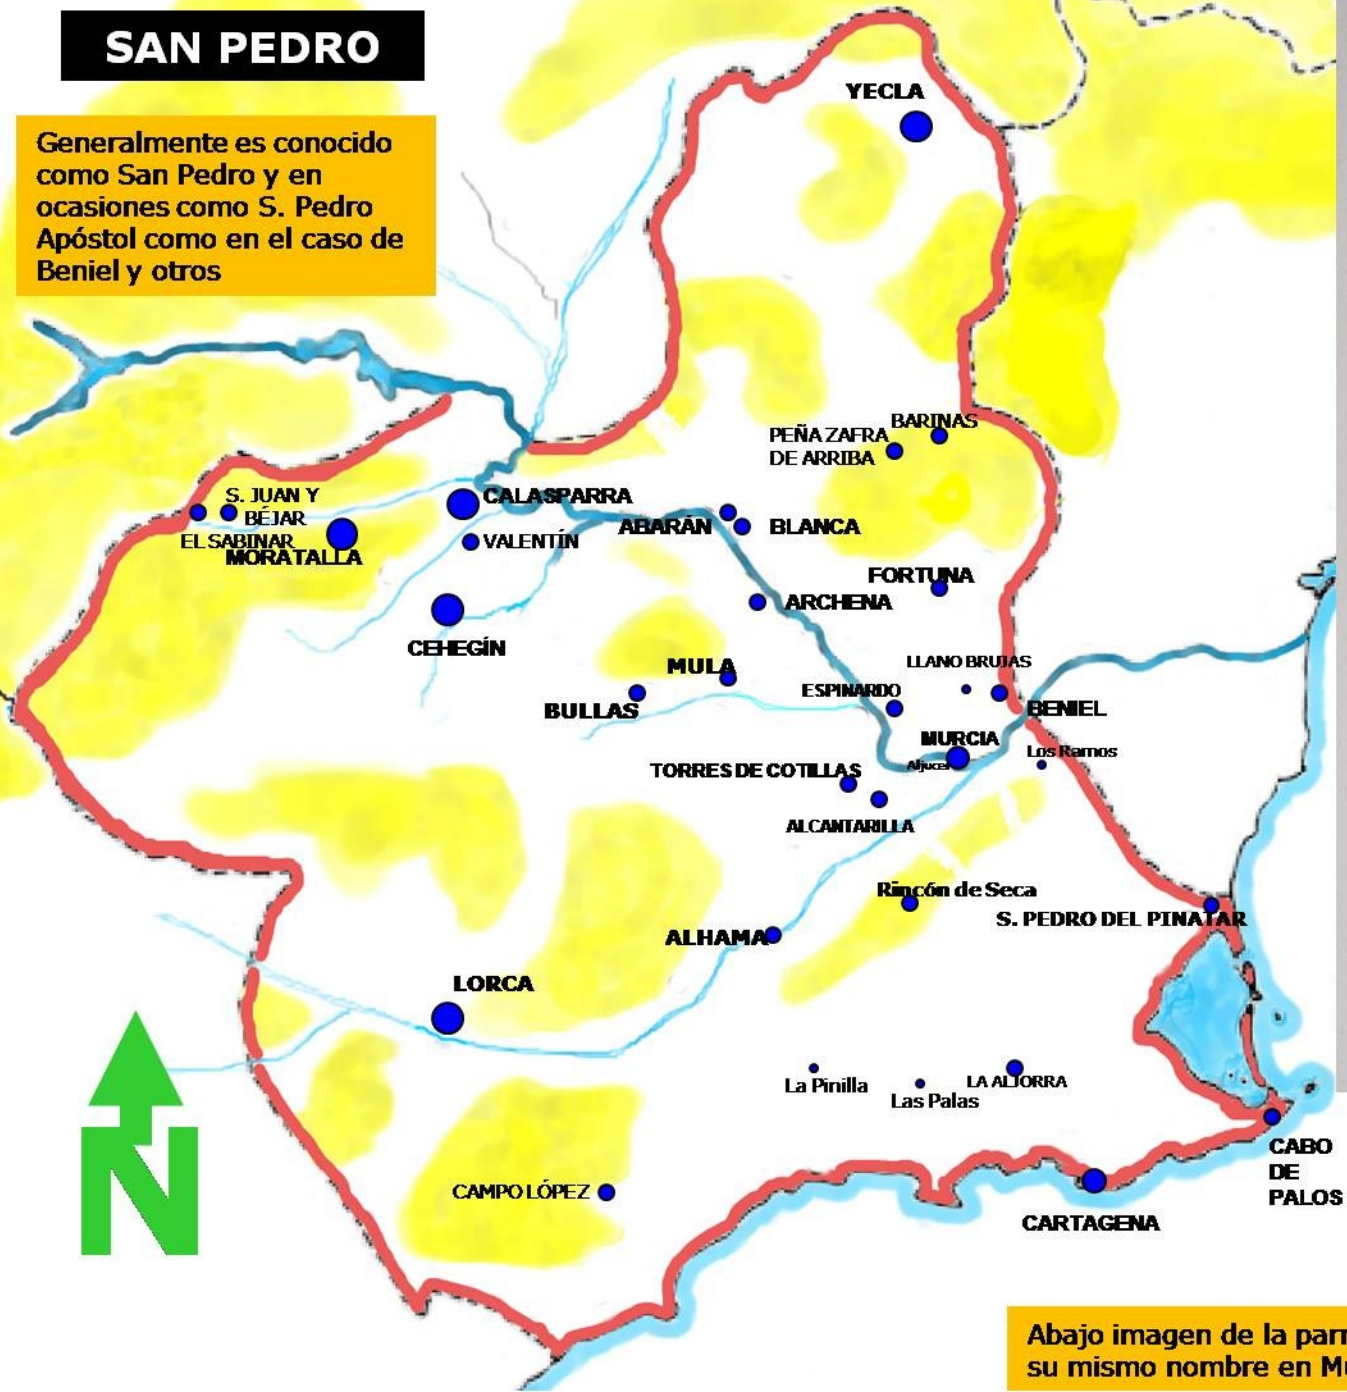 SAN PEDRO
Generalmente es conocido
como San Pedro y en
ocasiones como S. Pedro
Apóstol como en el caso de
Beniel y otros
YECLA
BARINAS
PEÑA ZAFRA
DE ARRIBA
S. JUAN Y
BÉJAR
EL SABINAR
MORATALLA
CALASPARRA
VALENTÍN
ABARÁN
BLANCA
FORTUNA
ARCHENA
CEHEGÍN
LLANO BRUJAS
MULA
ESPINARDO
BULLAS
BENIEL
MURCIA
Los Ramos
Aljucer
TORRES DE COTILLAS
ALCANTARILLA
Rincón de Seca
S. PEDRO DEL PINATAR
ALHAMA
LORCA
La Pinilla
Las Palas
LA ALJORRA
N
CAMPO LÓPEZ
CABO
DE
PALOS
CARTAGENA
Abajo imagen de la
su mismo nombre en